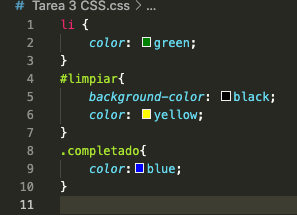 # Tarea 3 CSS.css > ...
1 li {
2 color: green;
3 }
4 #limpiar{
5 background-color: black;
6 color: yellow;
7 }
8 .completado{
9 color: blue;
10 }
11